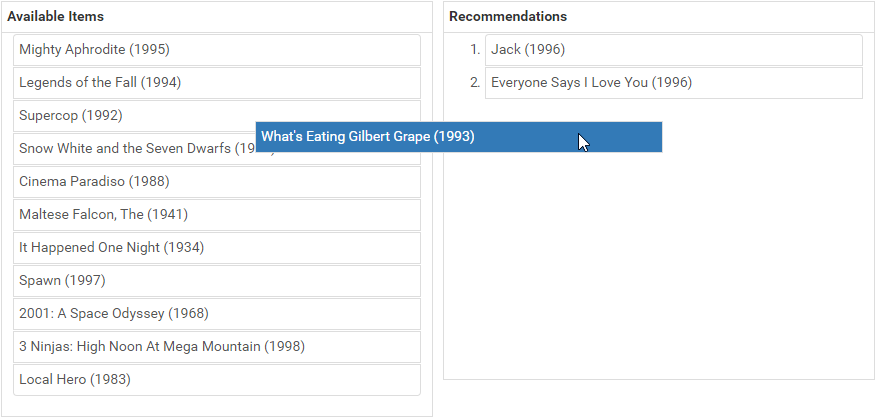 Available Items
Mighty Aphrodite (1995)
Legends of the Fall (1994)
Supercop (1992)
Snow White and the Seven Dwarfs
Cinema Paradiso (1988)
Maltese Falcon, The (1941)
It Happened One Night (1934)
Spawn (1997)
2001: A Space Odyssey (1968)
3 Ninjas: High Noon At Mega Mountain (1998)
Local Hero (1983)
What's Eating Gilbert Grape (1993)
Recommendations
1. Jack (1996)
2. Everyone Says I Love You (1996)